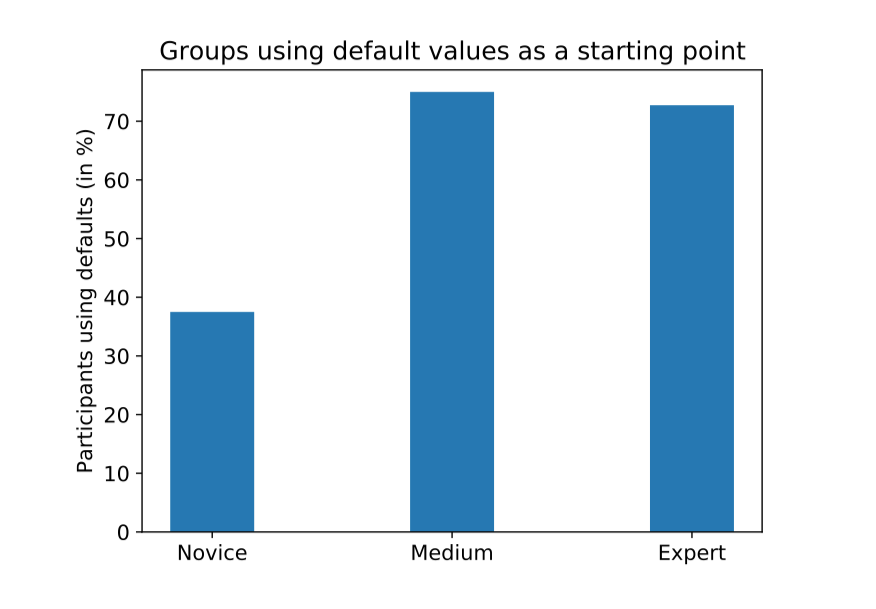 Groups using default values as a starting point
Participants using defaults (in %)
70
60
50
40
30
20
10
0
Novice Medium Expert